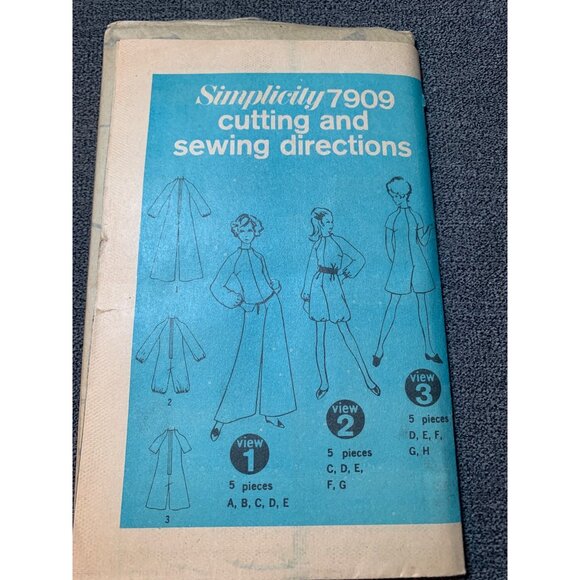 Simplicity 7909
cutting and
sewing directions
2
3
view
1
5 pieces
A, B, C, D, E
view
2
5 pieces
C, D, E,
F, G
view
3
5 pieces
D, E, F,
G, H